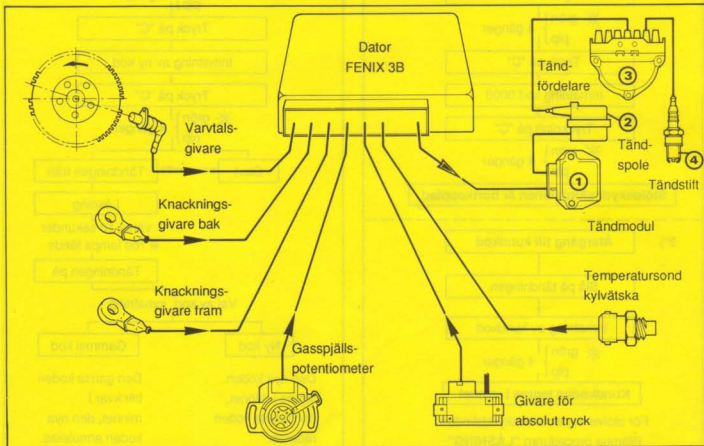 Dator
FENIX 3B
Tänd-
fördelare
3
2
Tänd-
spole
4
Tändstift
1
Tändmodul
Varvtals-
givare
Knacknings-
givare bak
Knacknings-
givare fram
Gasspjälls-
potentiometer
Givare för
absolut tryck
Temperatursond
kylvätska